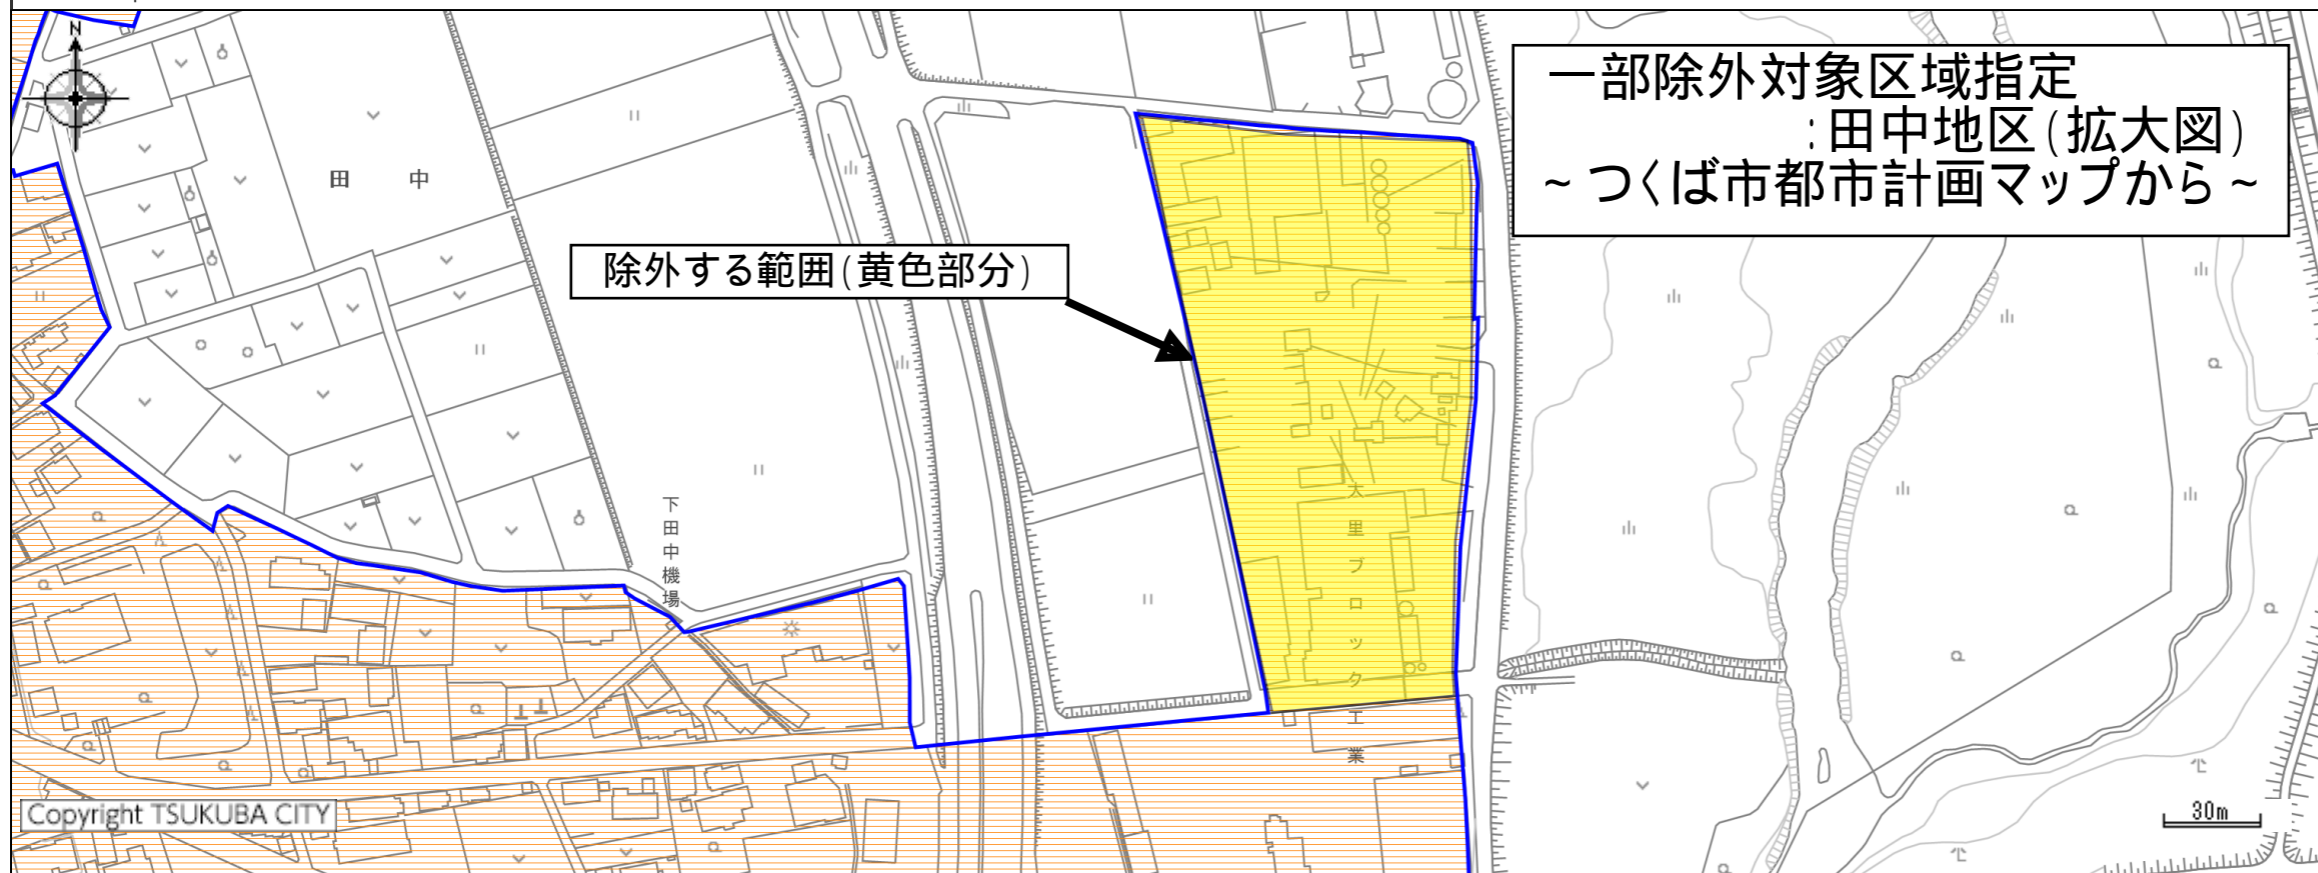 N
一部除外対象区域指定
:田中地区(拡大図)
~つくば市都市計画マップから~
田 中
除外する範囲(黄色部分)
下田中機場
大里ブロック工業
Copyright TSUKUBA CITY
30m